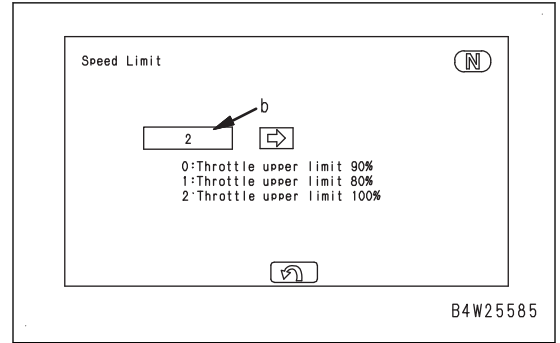 Speed Limit N
b
2
0:Throttle upper limit 90%
1:Throttle upper limit 80%
2:Throttle upper limit 100%
B4W25585